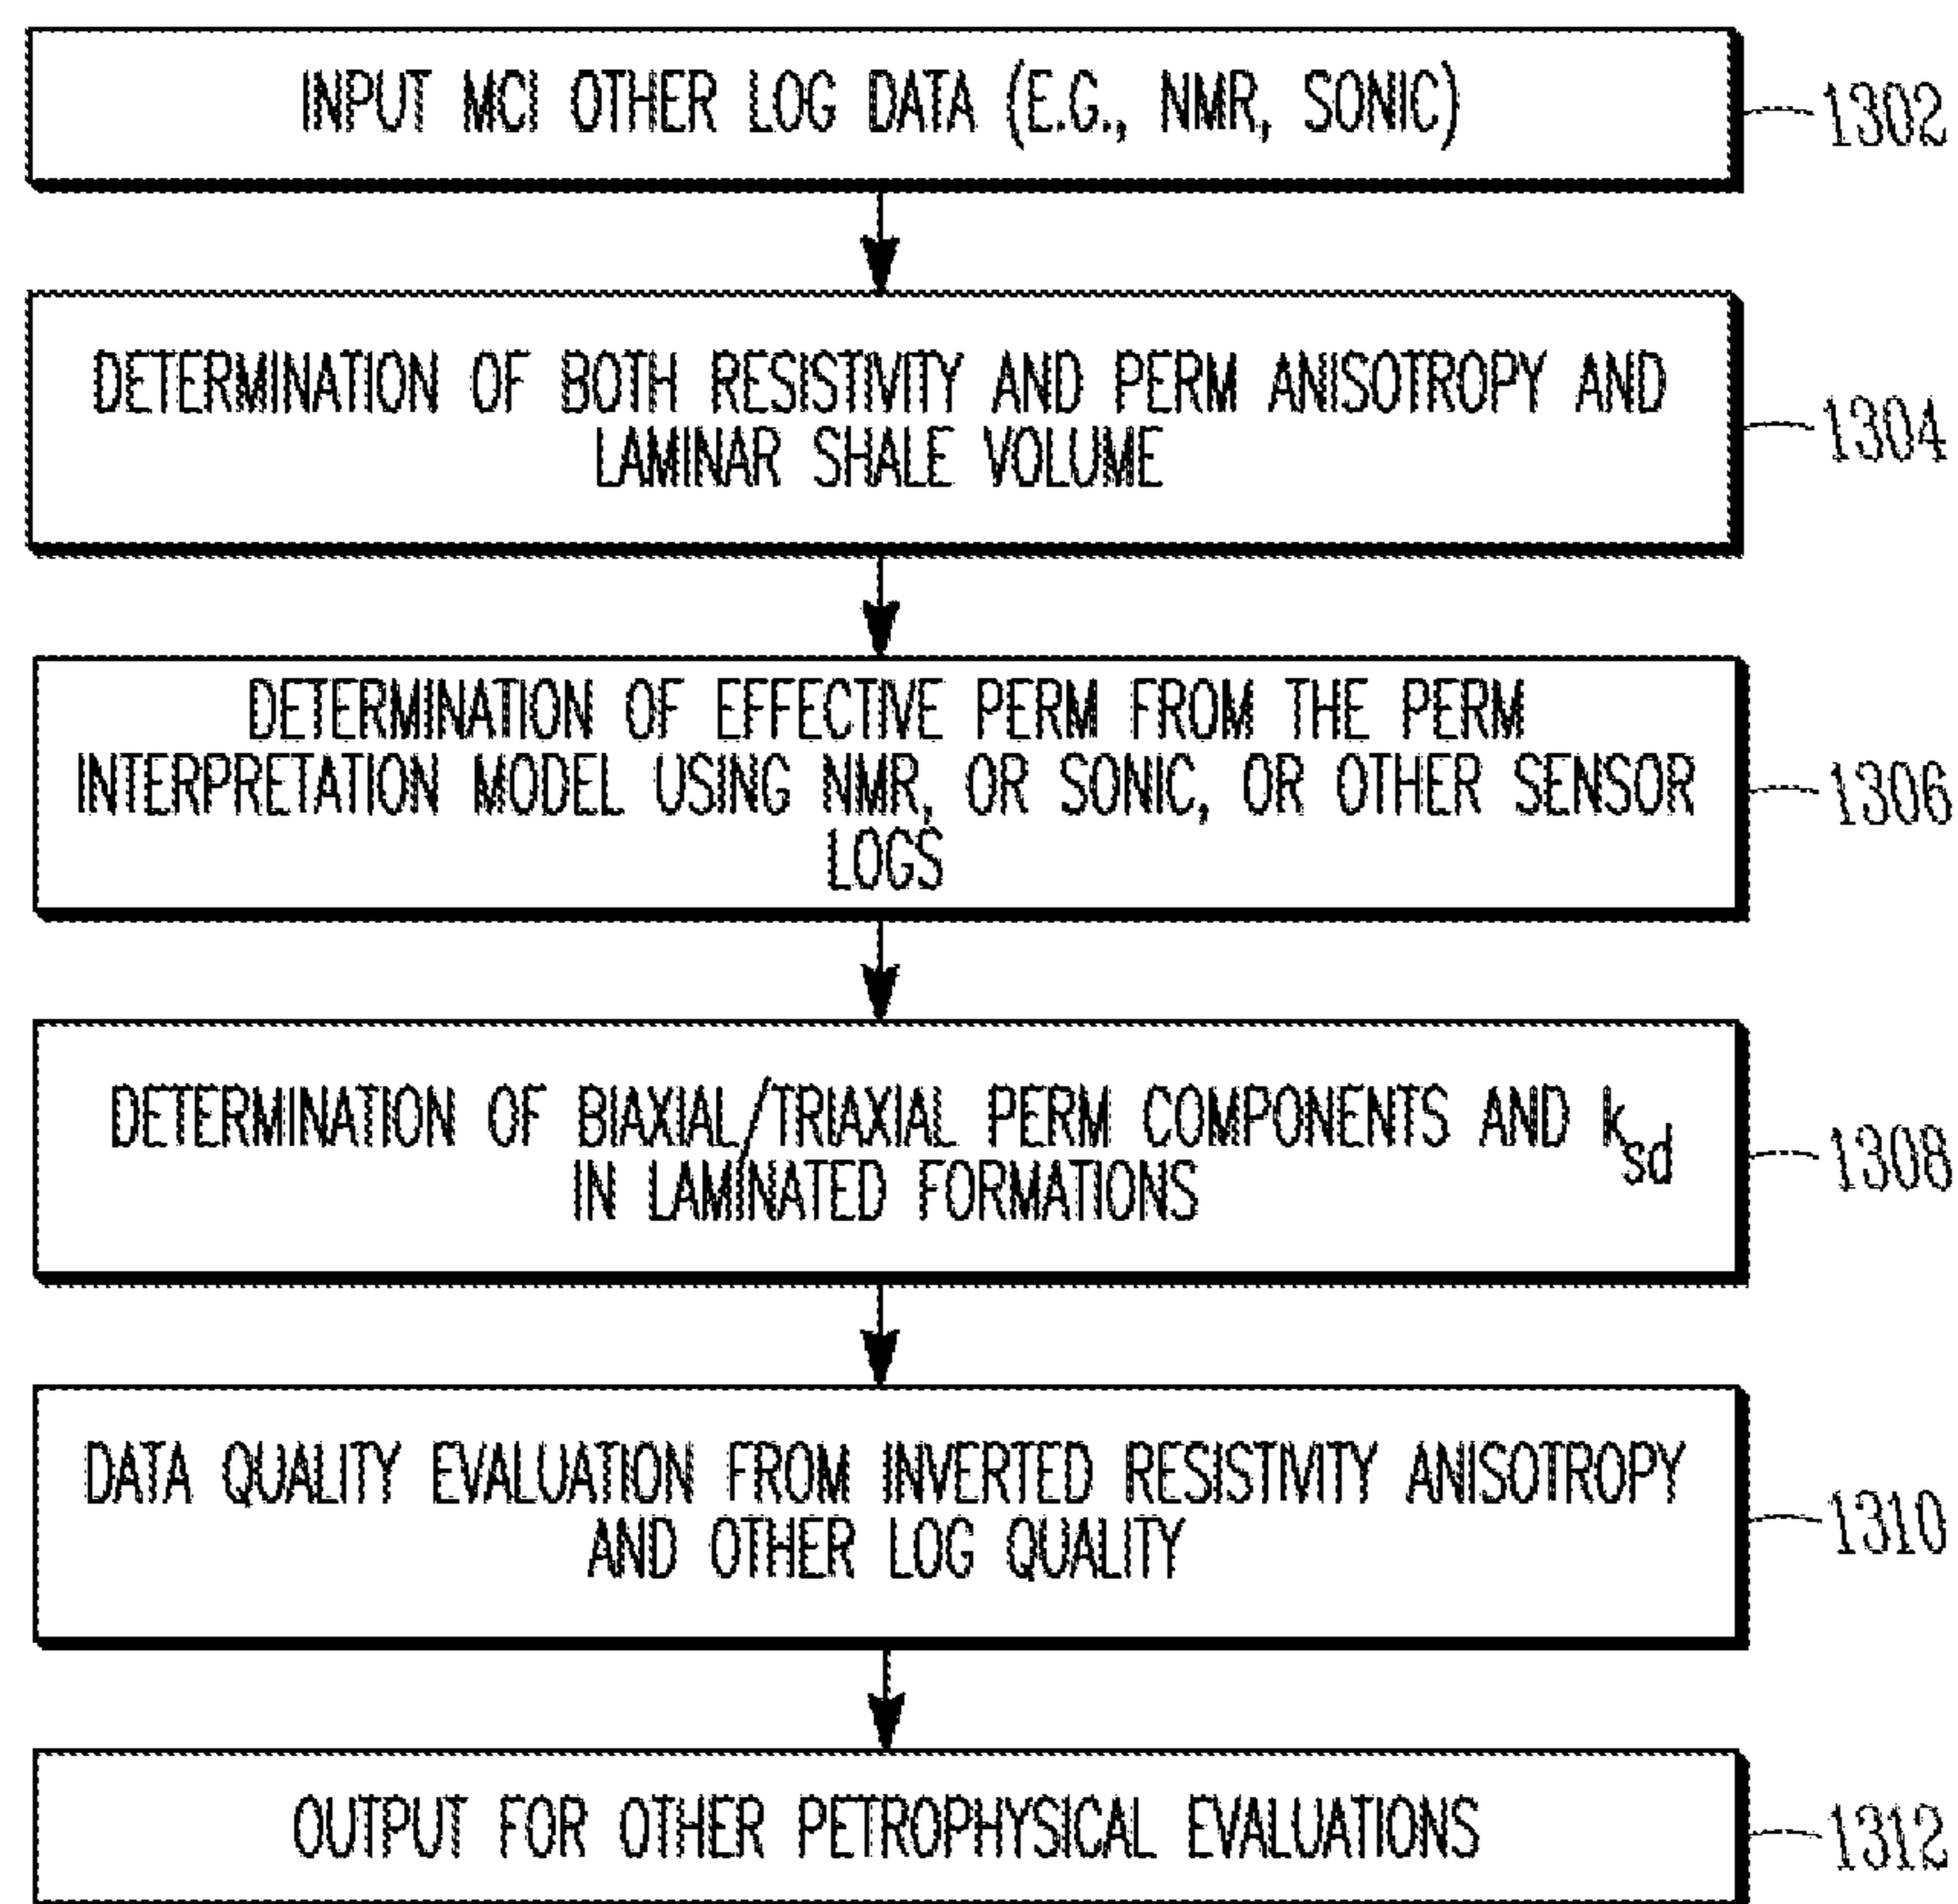 INPUT MCI OTHER LOG DATA (E.G., NMR, SONIC)
1302
DETERMINATION OF BOTH RESISTIVITY AND PERM ANISOTROPY AND
LAMINAR SHALE VOLUME
1304
DETERMINATION OF EFFECTIVE PERM FROM THE PERM
INTERPRETATION MODEL USING NMR, OR SONIC, OR OTHER SENSOR
LOGS
1306
DETERMINATION OF BIAXIAL/TRIAXIAL PERM COMPONENTS AND k_sd
IN LAMINATED FORMATIONS
1308
DATA QUALITY EVALUATION FROM INVERTED RESISTIVITY ANISOTROPY
AND OTHER LOG QUALITY
1310
OUTPUT FOR OTHER PETROPHYSICAL EVALUATIONS
1312